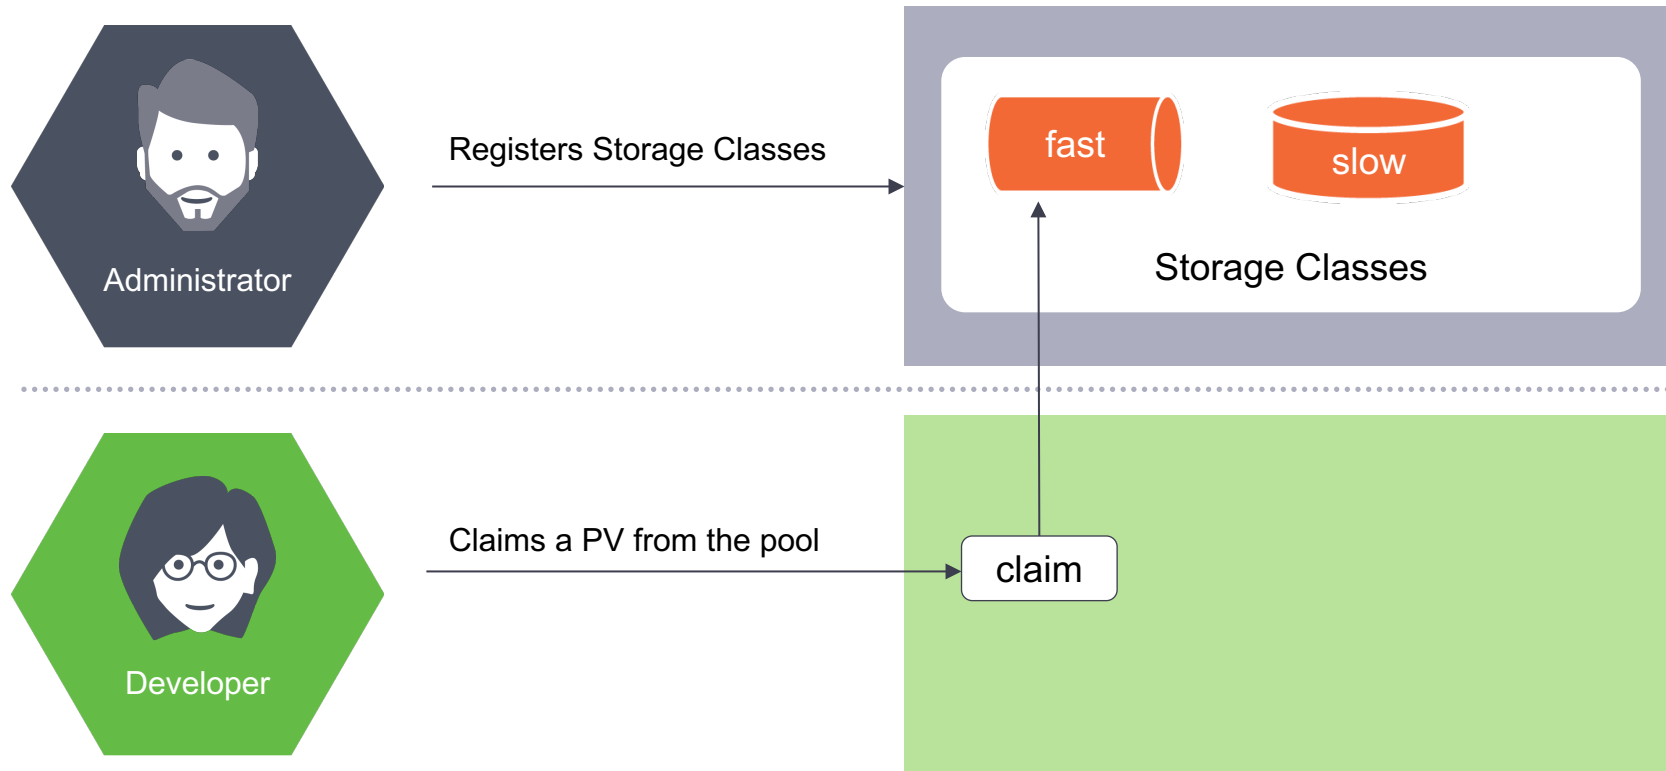 Administrator
Registers Storage Classes
fast
slow
Storage Classes
Developer
Claims a PV from the pool
claim